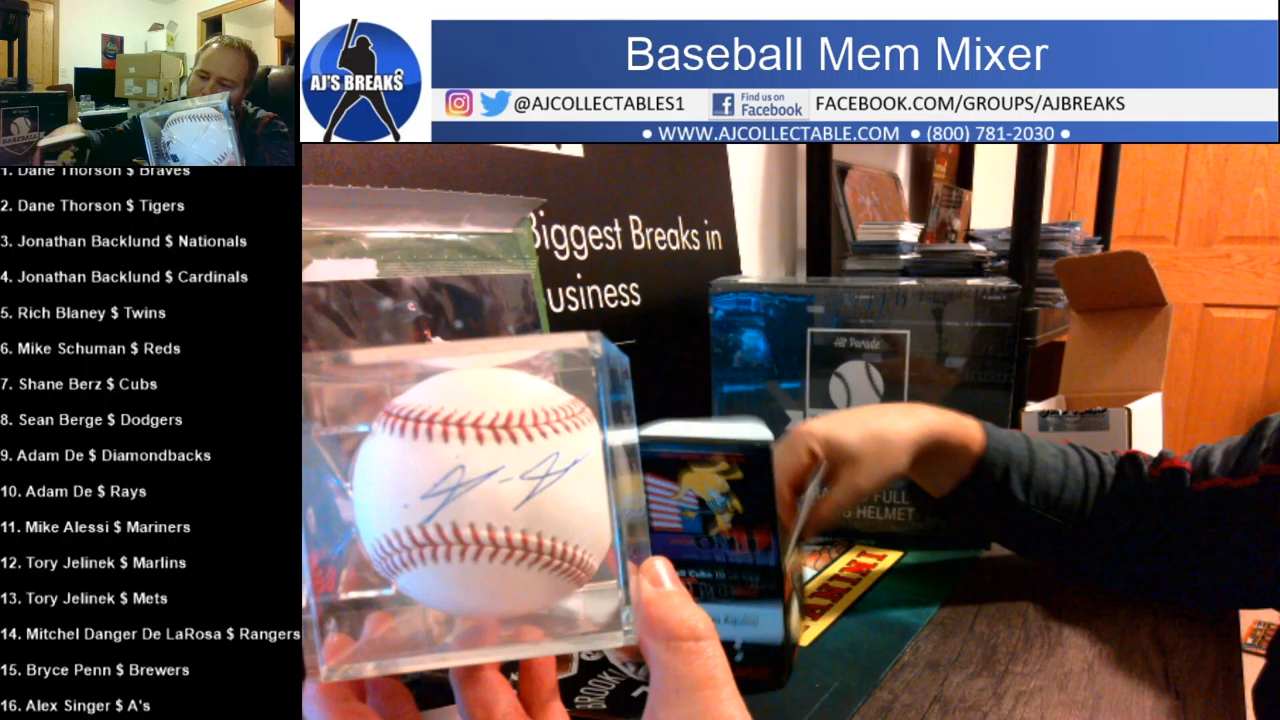 Baseball Mem Mixer
AJ'S BREAKS
@AJCOLLECTABLES1
Find us on
Facebook
FACEBOOK.COM/GROUPS/AJBREAKS
• WWW.AJCOLLECTABLE.COM • (800) 781-2030 •
1. Dane Thorson $ Braves
2. Dane Thorson $ Tigers
3. Jonathan Backlund $ Nationals
4. Jonathan Backlund $ Cardinals
5. Rich Blaney $ Twins
6. Mike Schuman $ Reds
7. Shane Berz $ Cubs
8. Sean Berge $ Dodgers
9. Adam De $ Diamondbacks
10. Adam De $ Rays
11. Mike Alessi $ Mariners
12. Tory Jelinek $ Marlins
13. Tory Jelinek $ Mets
14. Mitchel Danger De LaRosa $ Rangers
15. Bryce Penn $ Brewers
16. Alex Singer $ A's
Biggest Breaks in
usiness
Hit Parade
FULL
HELMET
PANINI
BROOKLY